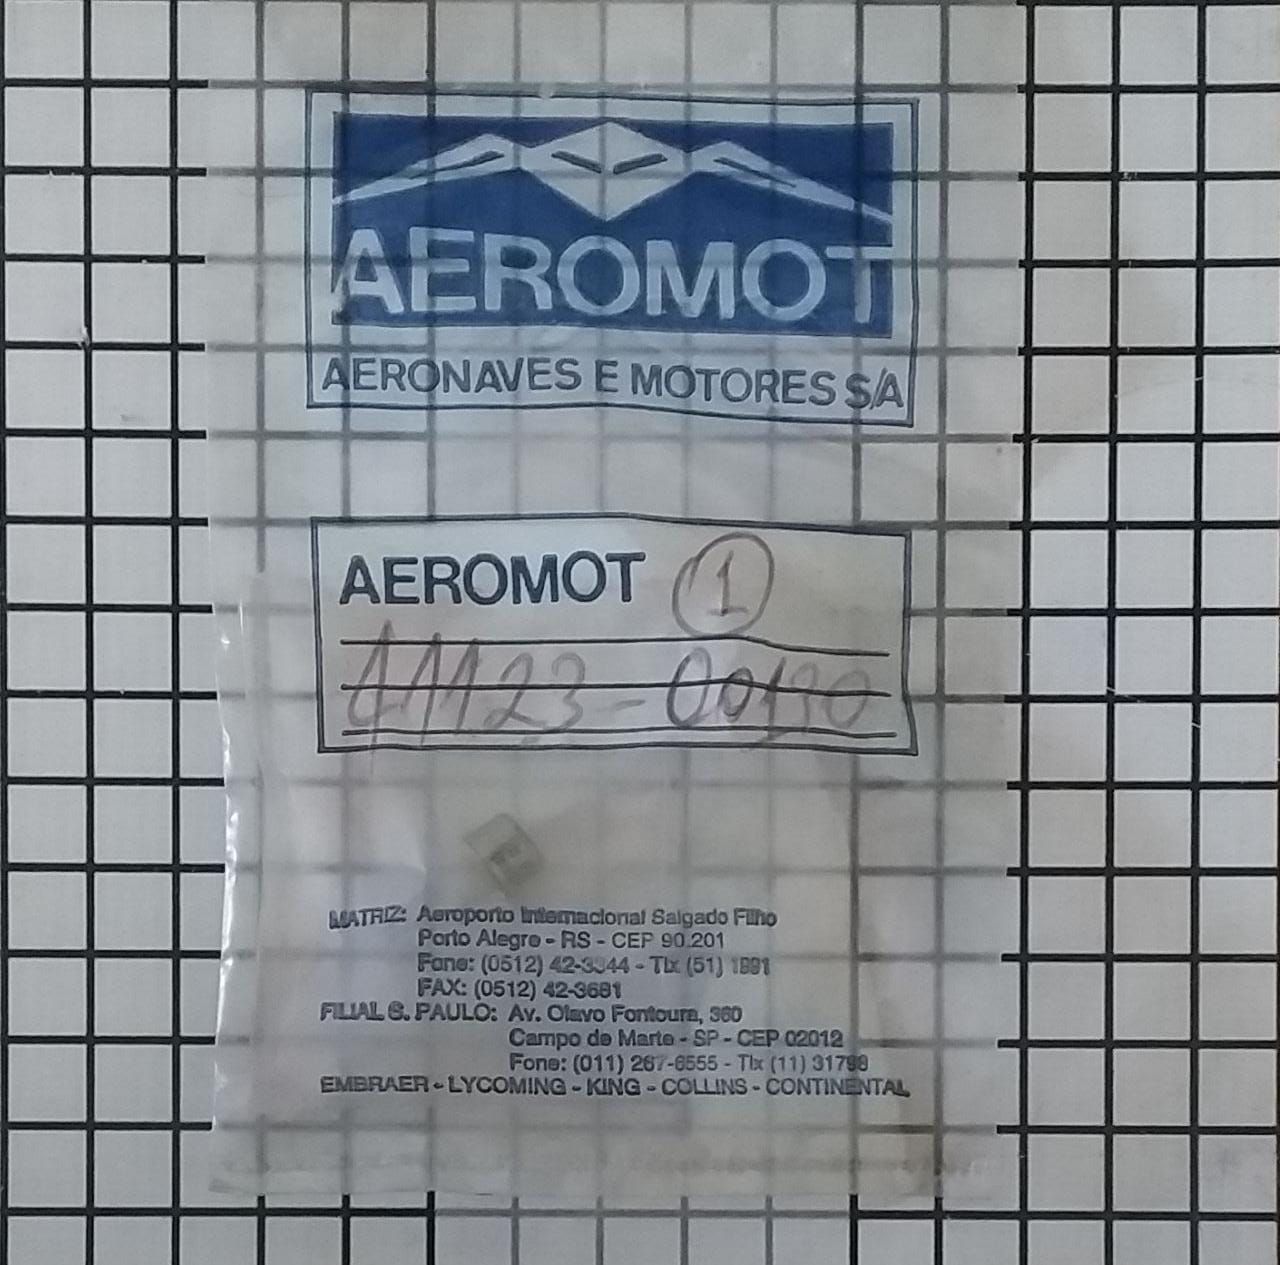 AEROMOT
AERONAVES E MOTORES S/A
AEROMOT 1
11123-00130
MATRIZ: Aeroporto Internacional Salgado Filho
Porto Alegre - RS - CEP 90.201
Fone: (0512) 42-3344 - Tlx (51) 1991
FAX: (0512) 42-3681
FILIAL S. PAULO: Av. Olavo Fontoura, 360
Campo de Marte - SP - CEP 02012
Fone: (011) 267-6555 - Tlx (11) 31798
EMBRAER - LYCOMING - KING - COLLINS - CONTINENTAL